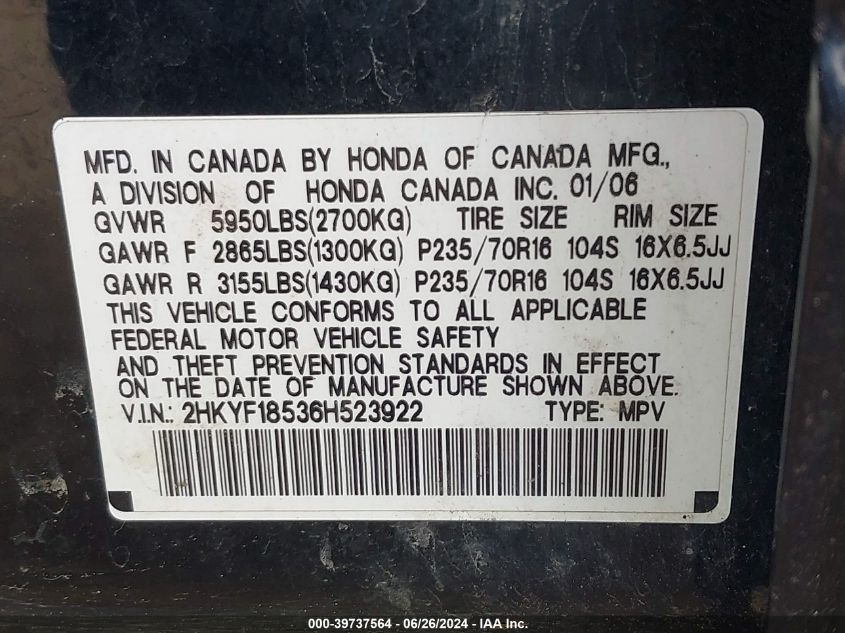 MFD. IN CANADA BY HONDA OF CANADA MFG.,
A DIVISION OF HONDA CANADA INC. 01/06
GVWR 5950LBS(2700KG) TIRE SIZE RIM SIZE
GAWR F 2865LBS(1300KG) P235/70R16 104S 16X6.5JJ
GAWR R 3155LBS(1430KG) P235/70R16 104S 16X6.5JJ
THIS VEHICLE CONFORMS TO ALL APPLICABLE
FEDERAL MOTOR VEHICLE SAFETY
AND THEFT PREVENTION STANDARDS IN EFFECT
ON THE DATE OF MANUFACTURE SHOWN ABOVE.
V.I.N.: 2HKYF18536H523922 TYPE: MPV
000-39737564 - 06/26/2024 - IAA Inc.